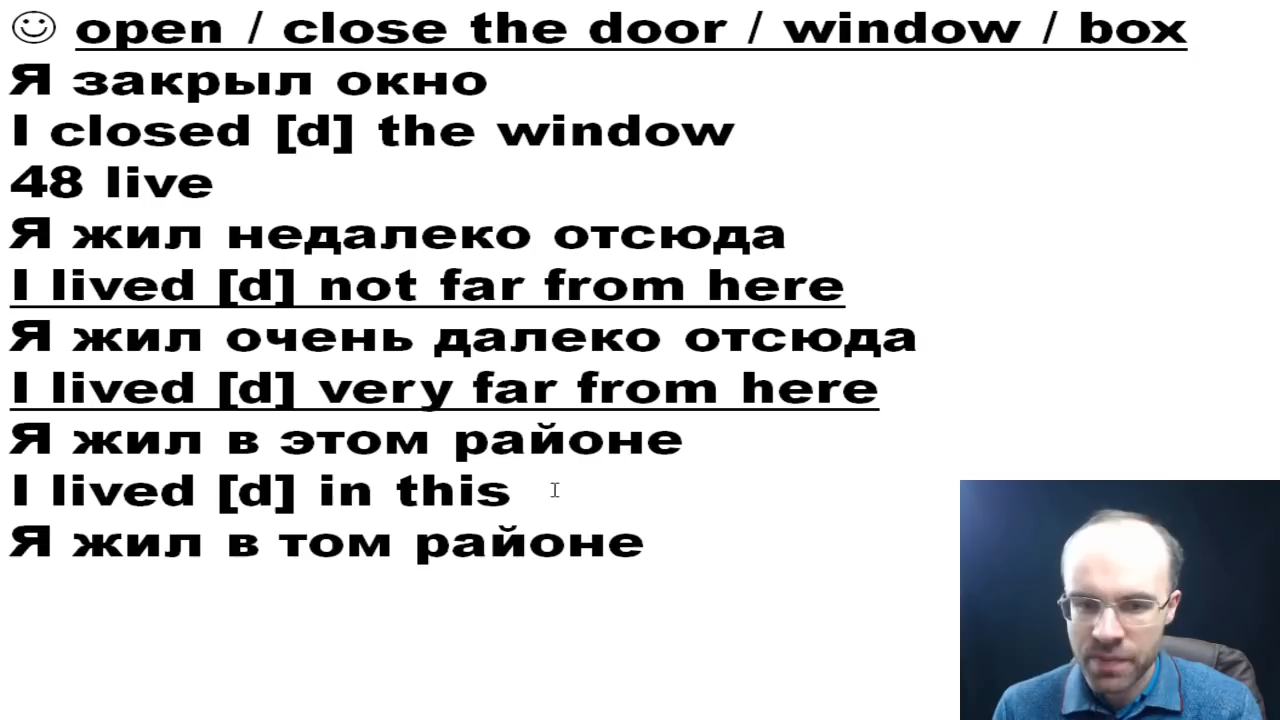 ☺ open / close the door / window / box
Я закрыл окно
I closed [d] the window
48 live
Я жил недалеко отсюда
I lived [d] not far from here
Я жил очень далеко отсюда
I lived [d] very far from here
Я жил в этом районе
I lived [d] in this
Я жил в том районе